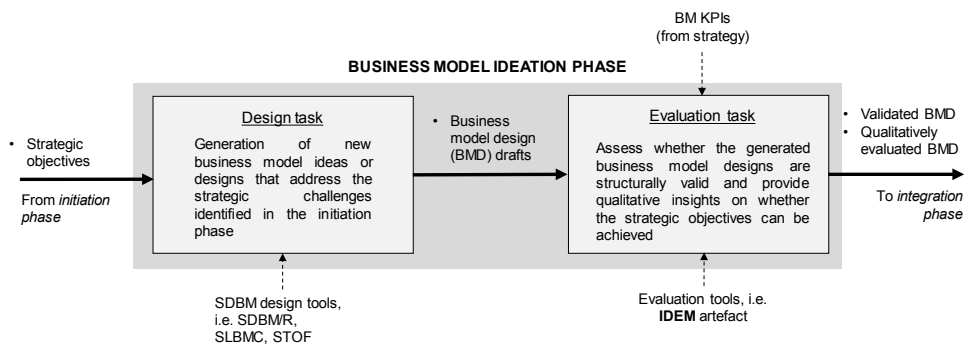 BM KPIs
(from strategy)
BUSINESS MODEL IDEATION PHASE
• Strategic
objectives
From initiation
phase
Design task
Generation of new
business model ideas or
designs that address the
strategic challenges
identified in the initiation
phase
• Business
model design
(BMD) drafts
Evaluation task
Assess whether the generated
business model designs are
structurally valid and provide
qualitative insights on whether
the strategic objectives can be
achieved
• Validated BMD
• Qualitatively
evaluated BMD
To integration
phase
SDBM design tools,
i.e. SDBM/R,
SLBMC, STOF
Evaluation tools, i.e.
IDEM artefact